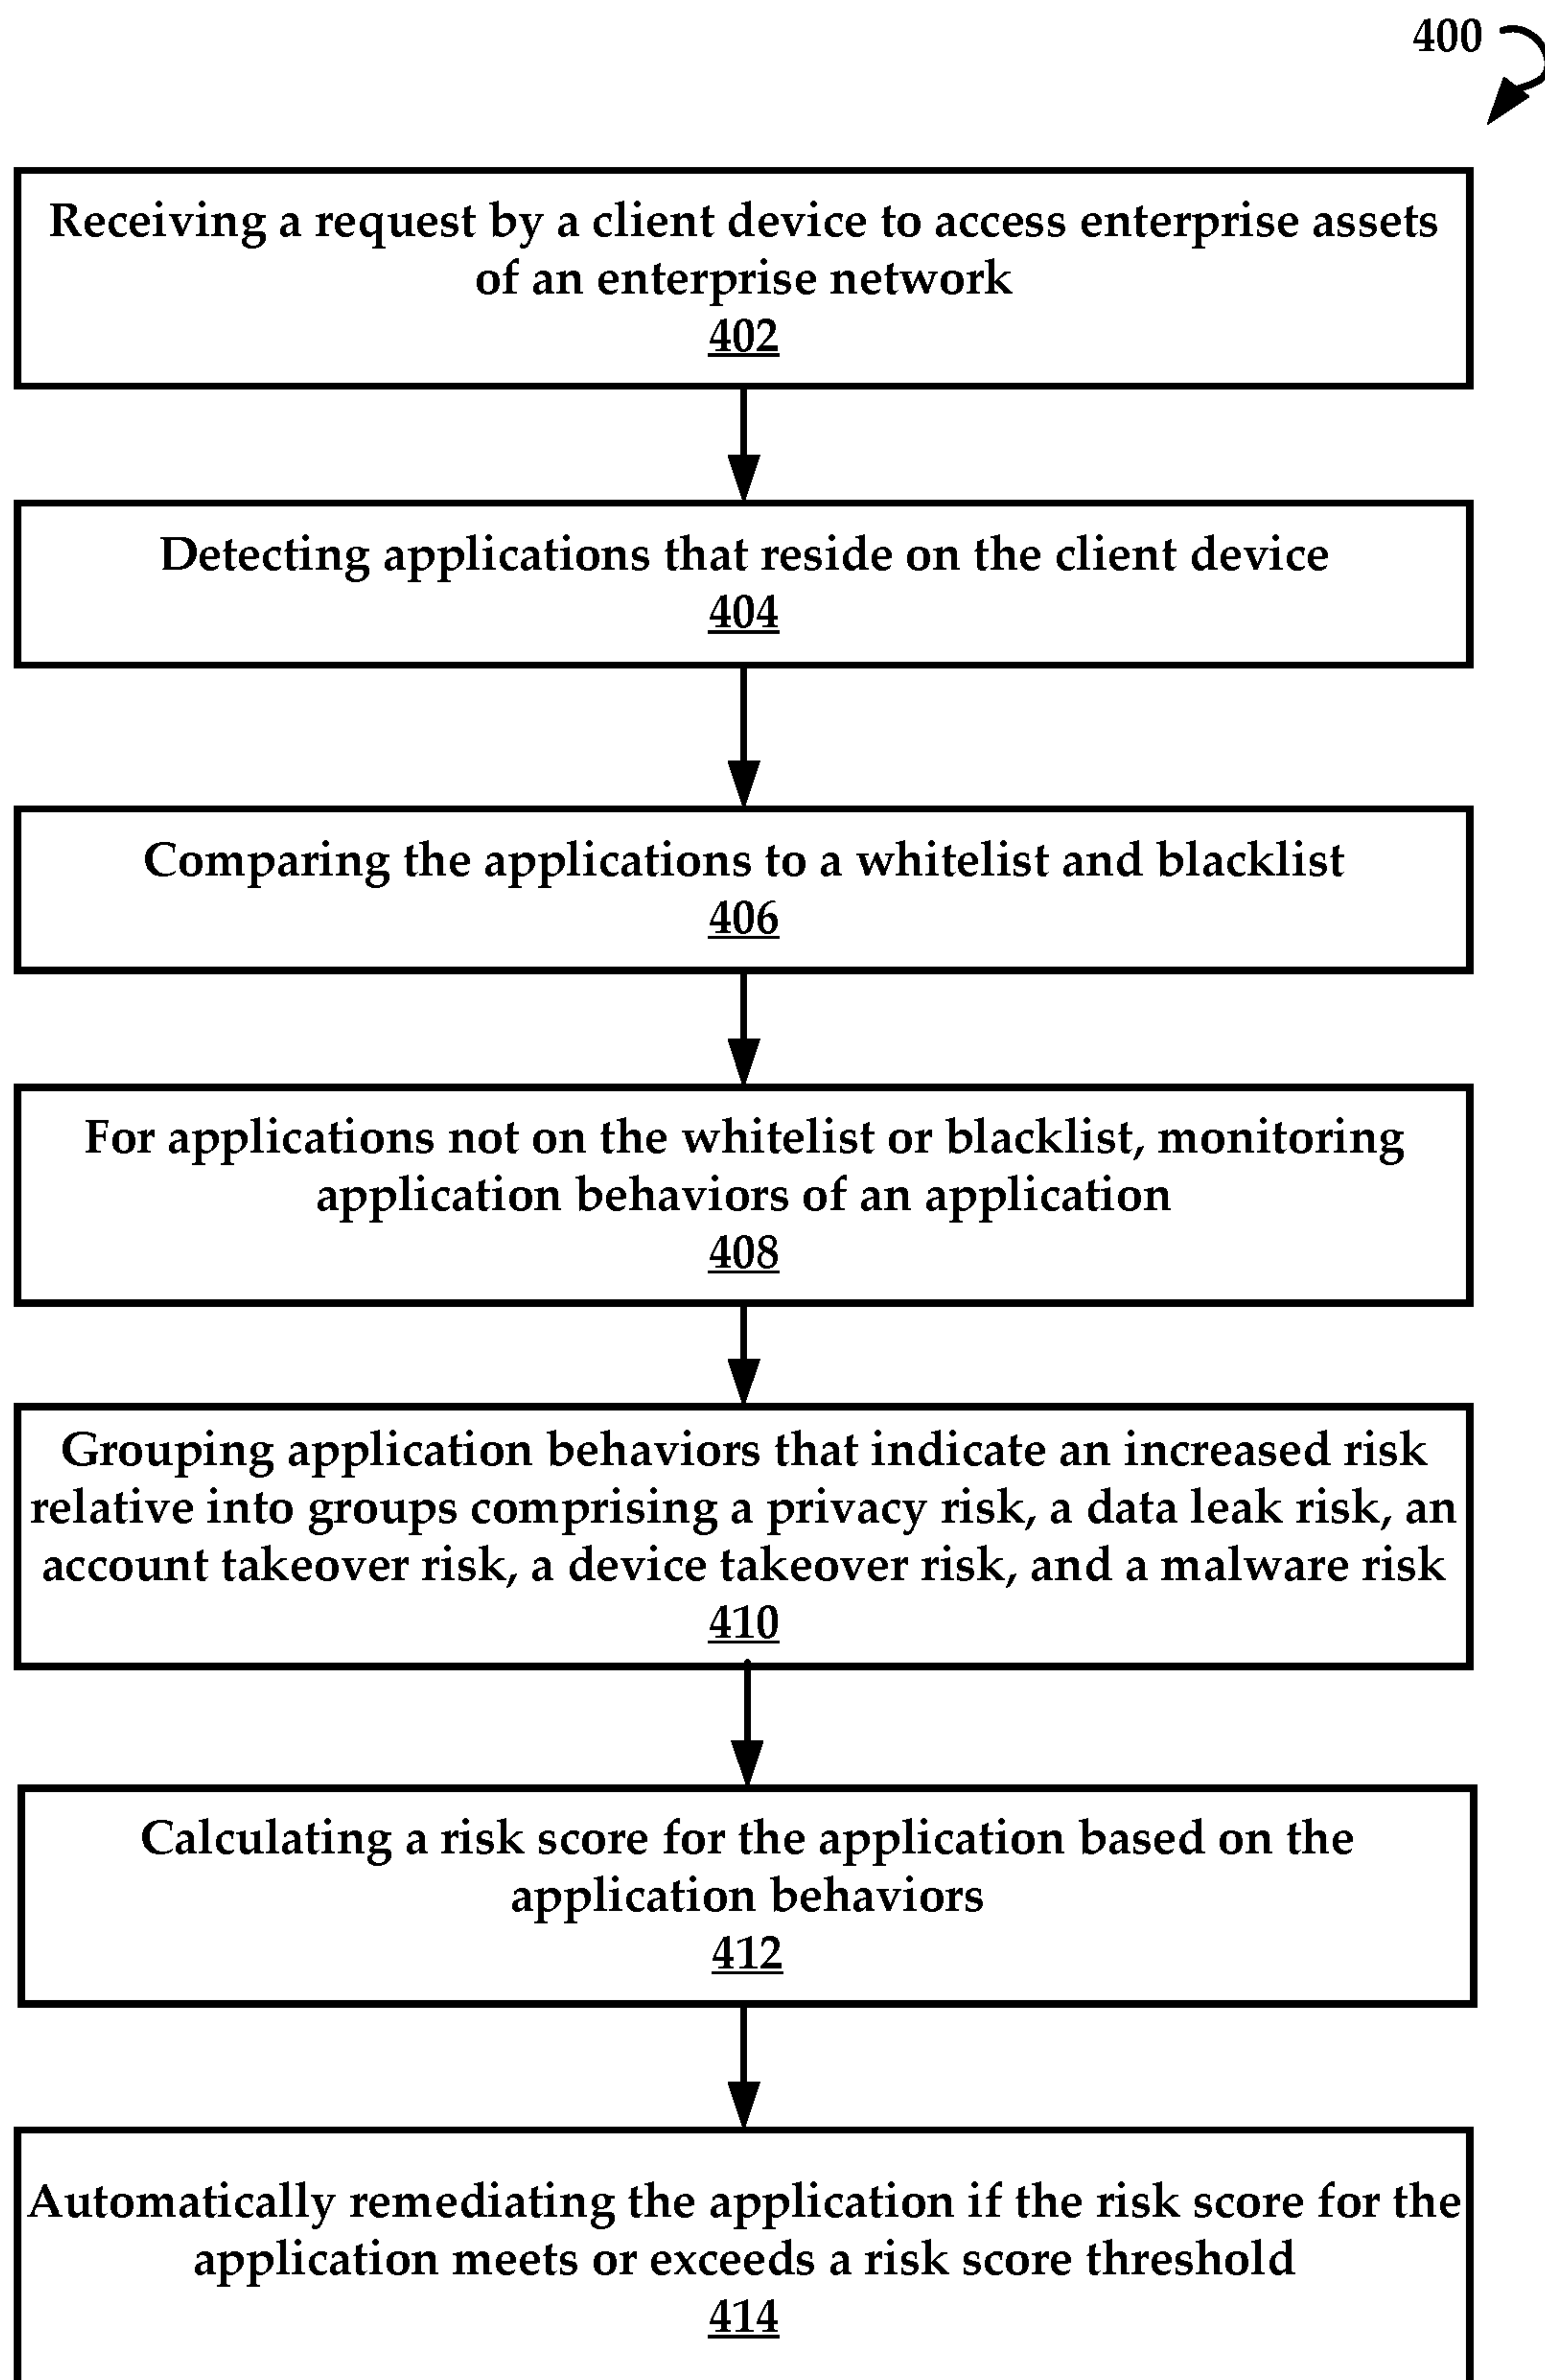 400
Receiving a request by a client device to access enterprise assets
of an enterprise network
402
Detecting applications that reside on the client device
404
Comparing the applications to a whitelist and blacklist
406
For applications not on the whitelist or blacklist, monitoring
application behaviors of an application
408
Grouping application behaviors that indicate an increased risk
relative into groups comprising a privacy risk, a data leak risk, an
account takeover risk, a device takeover risk, and a malware risk
410
Calculating a risk score for the application based on the
application behaviors
412
Automatically remediating the application if the risk score for the
application meets or exceeds a risk score threshold
414